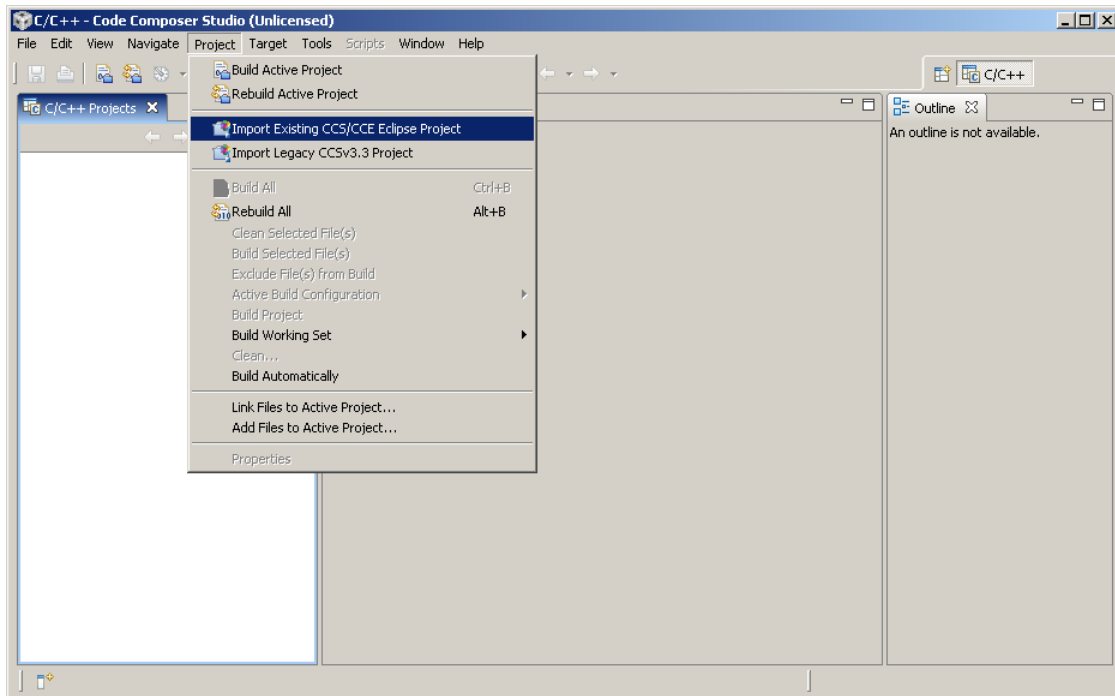 C/C++ - Code Composer Studio (Unlicensed)
File Edit View Navigate Project Target Tools Scripts Window Help
Build Active Project
Rebuild Active Project
Import Existing CCS/CCE Eclipse Project
Import Legacy CCSv3.3 Project
Build All Ctrl+B
Rebuild All Alt+B
Clean Selected File(s)
Build Selected File(s)
Exclude File(s) from Build
Active Build Configuration
Build Project
Build Working Set
Clean...
Build Automatically
Link Files to Active Project...
Add Files to Active Project...
Properties
C/C++
C/C++ Projects
Outline
An outline is not available.